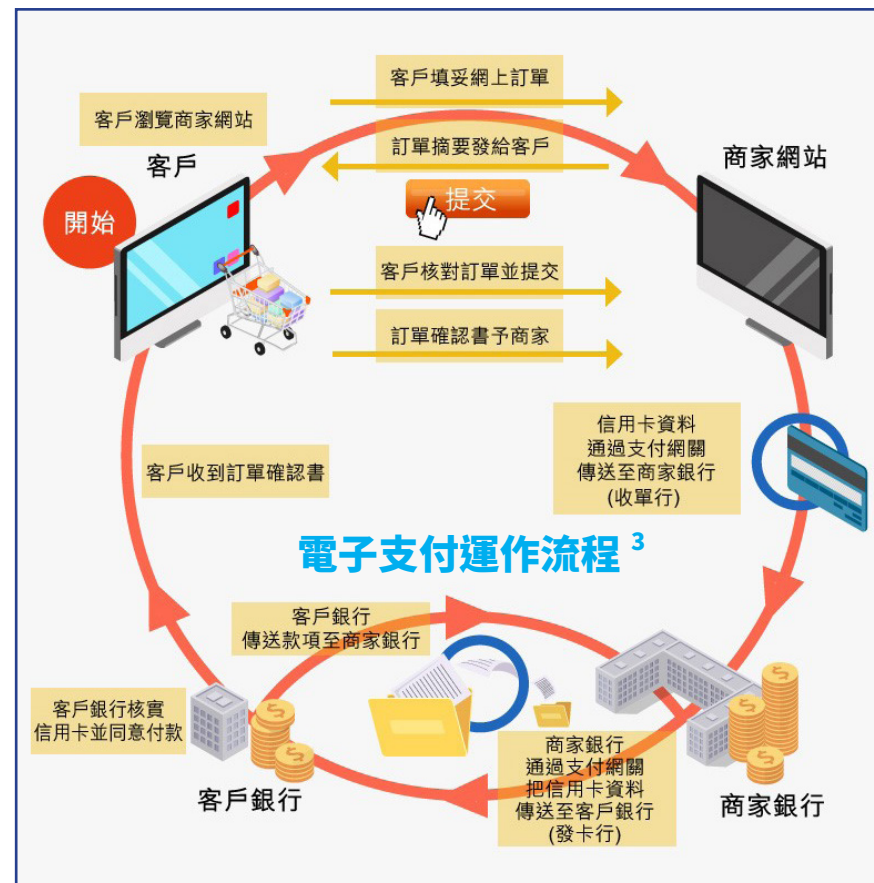 客戶填妥網上訂單
客戶瀏覽商家網站
訂單摘要發給客戶
客戶
商家網站
開始
提交
客戶核對訂單並提交
訂單確認書予商家
信用卡資料
通過支付網關
傳送至商家銀行
(收單行)
客戶收到訂單確認書
電子支付運作流程 3
客戶銀行
傳送款項至商家銀行
客戶銀行核實
信用卡並同意付款
商家銀行
通過支付網關
把信用卡資料
傳送至客戶銀行
(發卡行)
客戶銀行
商家銀行